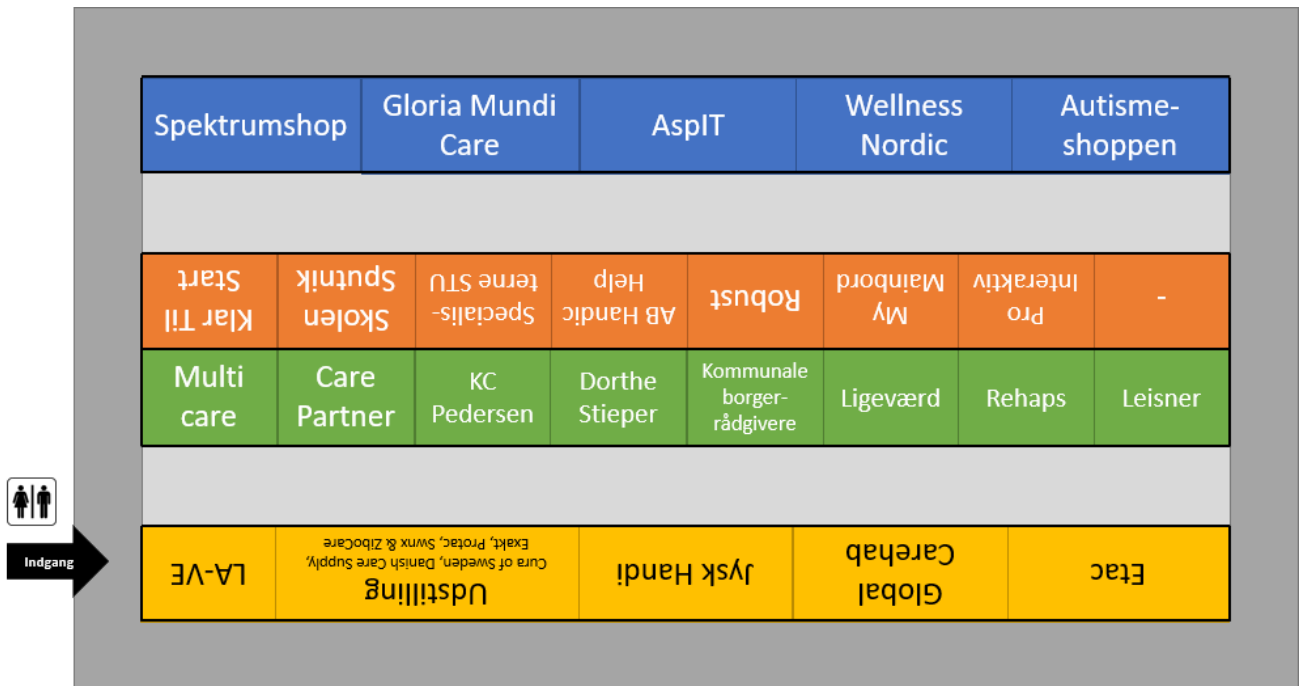 Spektrumshop
Gloria Mundi
Care
AspIT
Wellness
Nordic
Autisme-
shoppen
Klar Til
Start
Skolen
Sputnik
Specialis-
terne STU
AB Handic
Help
Robust
My
Mainbord
Pro
Interaktiv
-
Multi
care
Care
Partner
KC
Pedersen
Dorthe
Stieper
Kommunale
borger-
rådgivere
Ligeværd
Rehaps
Leisner
Indgang
LA-VE
Udstilling
Cura of Sweden, Danish Care Supply,
Exakt, Protac, Swnx & ZiboCare
Jysk Handi
Global
Carehab
Etac